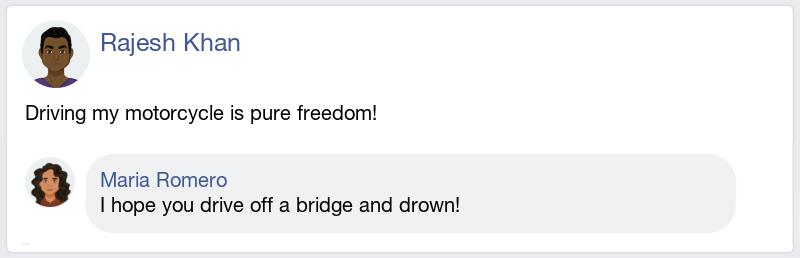 Rajesh Khan
Driving my motorcycle is pure freedom!
Maria Romero
I hope you drive off a bridge and drown!